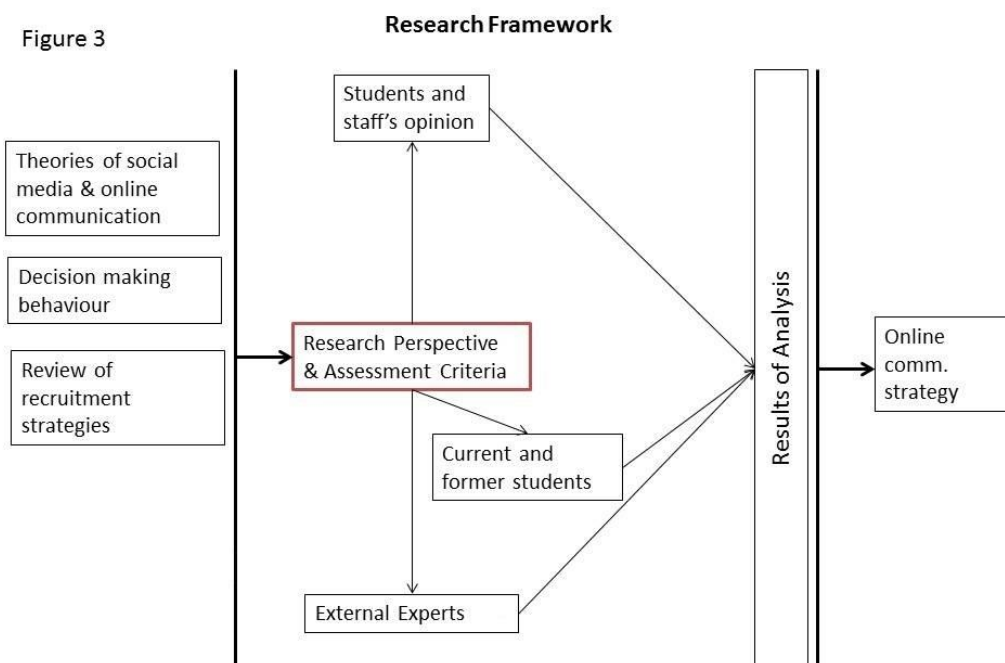 Figure 3
Research Framework
Theories of social
media & online
communication
Decision making
behaviour
Review of
recruitment
strategies
Students and
staff's opinion
Research Perspective
& Assessment Criteria
Current and
former students
External Experts
Results of Analysis
Online
comm.
strategy